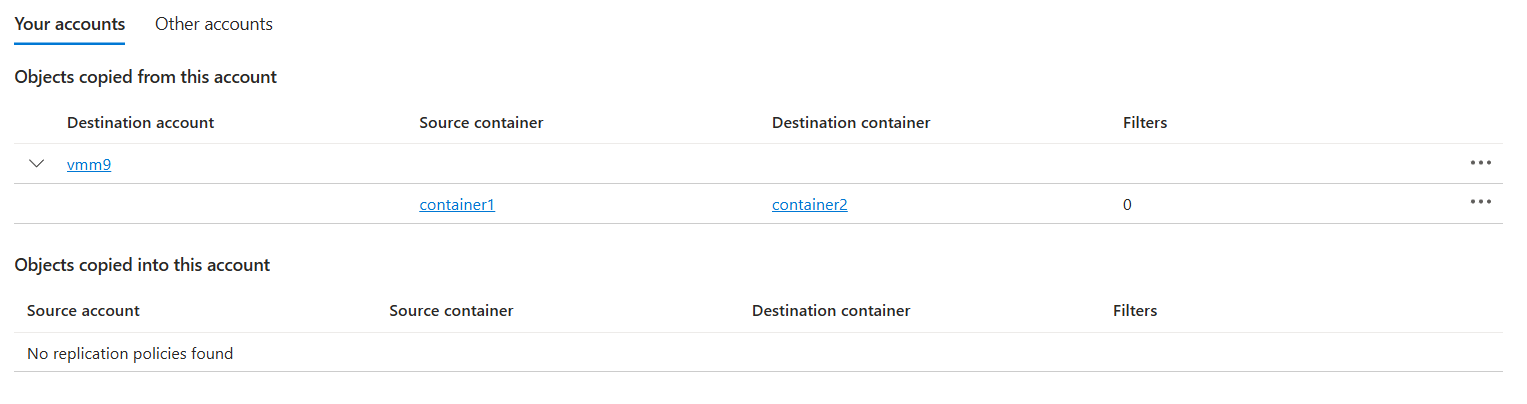 Your accounts Other accounts
Objects copied from this account
Destination account Source container Destination container Filters
vmm9 •••
container1 container2 0 •••
Objects copied into this account
Source account Source container Destination container Filters
No replication policies found